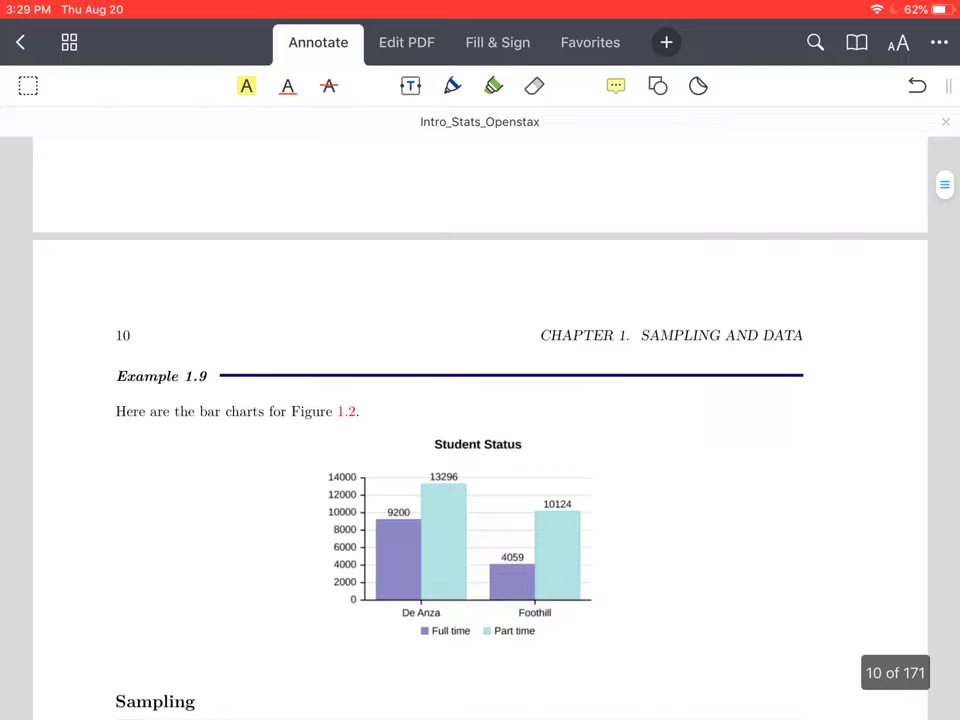 3:29 PM Thu Aug 20 62%
Annotate Edit PDF Fill & Sign Favorites + AA
A A A T
Intro_Stats_Openstax
10 CHAPTER 1. SAMPLING AND DATA
Example 1.9
Here are the bar charts for Figure 1.2.
Student Status
14000
12000
10000
8000
6000
4000
2000
0
9200
13296
4059
10124
De Anza Foothill
Full time Part time
10 of 171
Sampling